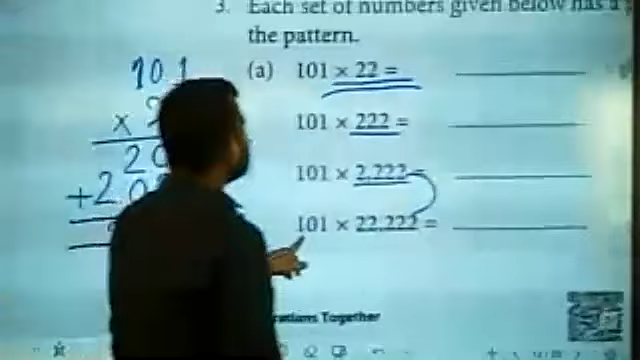 3. Each set of numbers given below has a
the pattern.
(a) 101 × 22 =
101 × 222 =
101 × 2,222 =
101 × 22,222 =
101
×
20
+2.0
Together